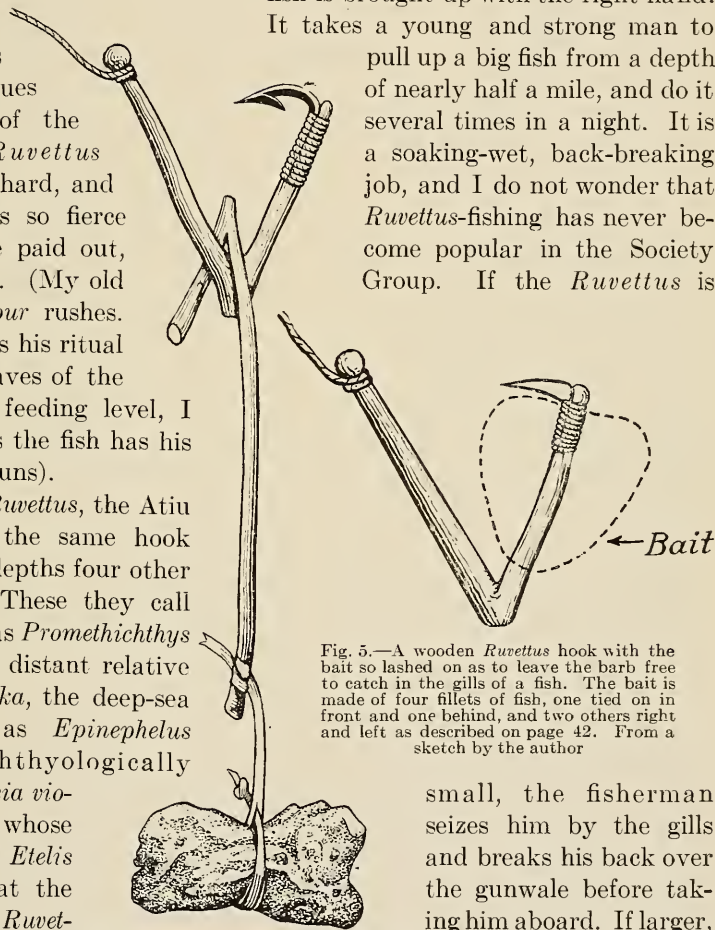 ues
of the
Ruvettus
hard, and
s so fierce
e paid out,
. (My old
our rushes.
s his ritual
aves of the
feeding level, I
s the fish has his
uns).
Ruvettus, the Atiu
the same hook
depths four other
These they call
as Promethichthys
distant relative
ka, the deep-sea
as Epinephelus
hthyologically
ia vio-
whose
Etelis
at the
Ruvet-
is brought up with the right hand.
It takes a young and strong man to
pull up a big fish from a depth
of nearly half a mile, and do it
several times in a night. It is
a soaking-wet, back-breaking
job, and I do not wonder that
Ruvettus-fishing has never be-
come popular in the Society
Group. If the Ruvettus is
Bait
Fig. 5.—A wooden Ruvettus hook with the
bait so lashed on as to leave the barb free
to catch in the gills of a fish. The bait is
made of four fillets of fish, one tied on in
front and one behind, and two others right
and left as described on page 42. From a
sketch by the author
small, the fisherman
seizes him by the gills
and breaks his back over
the gunwale before tak-
ing him aboard. If larger,